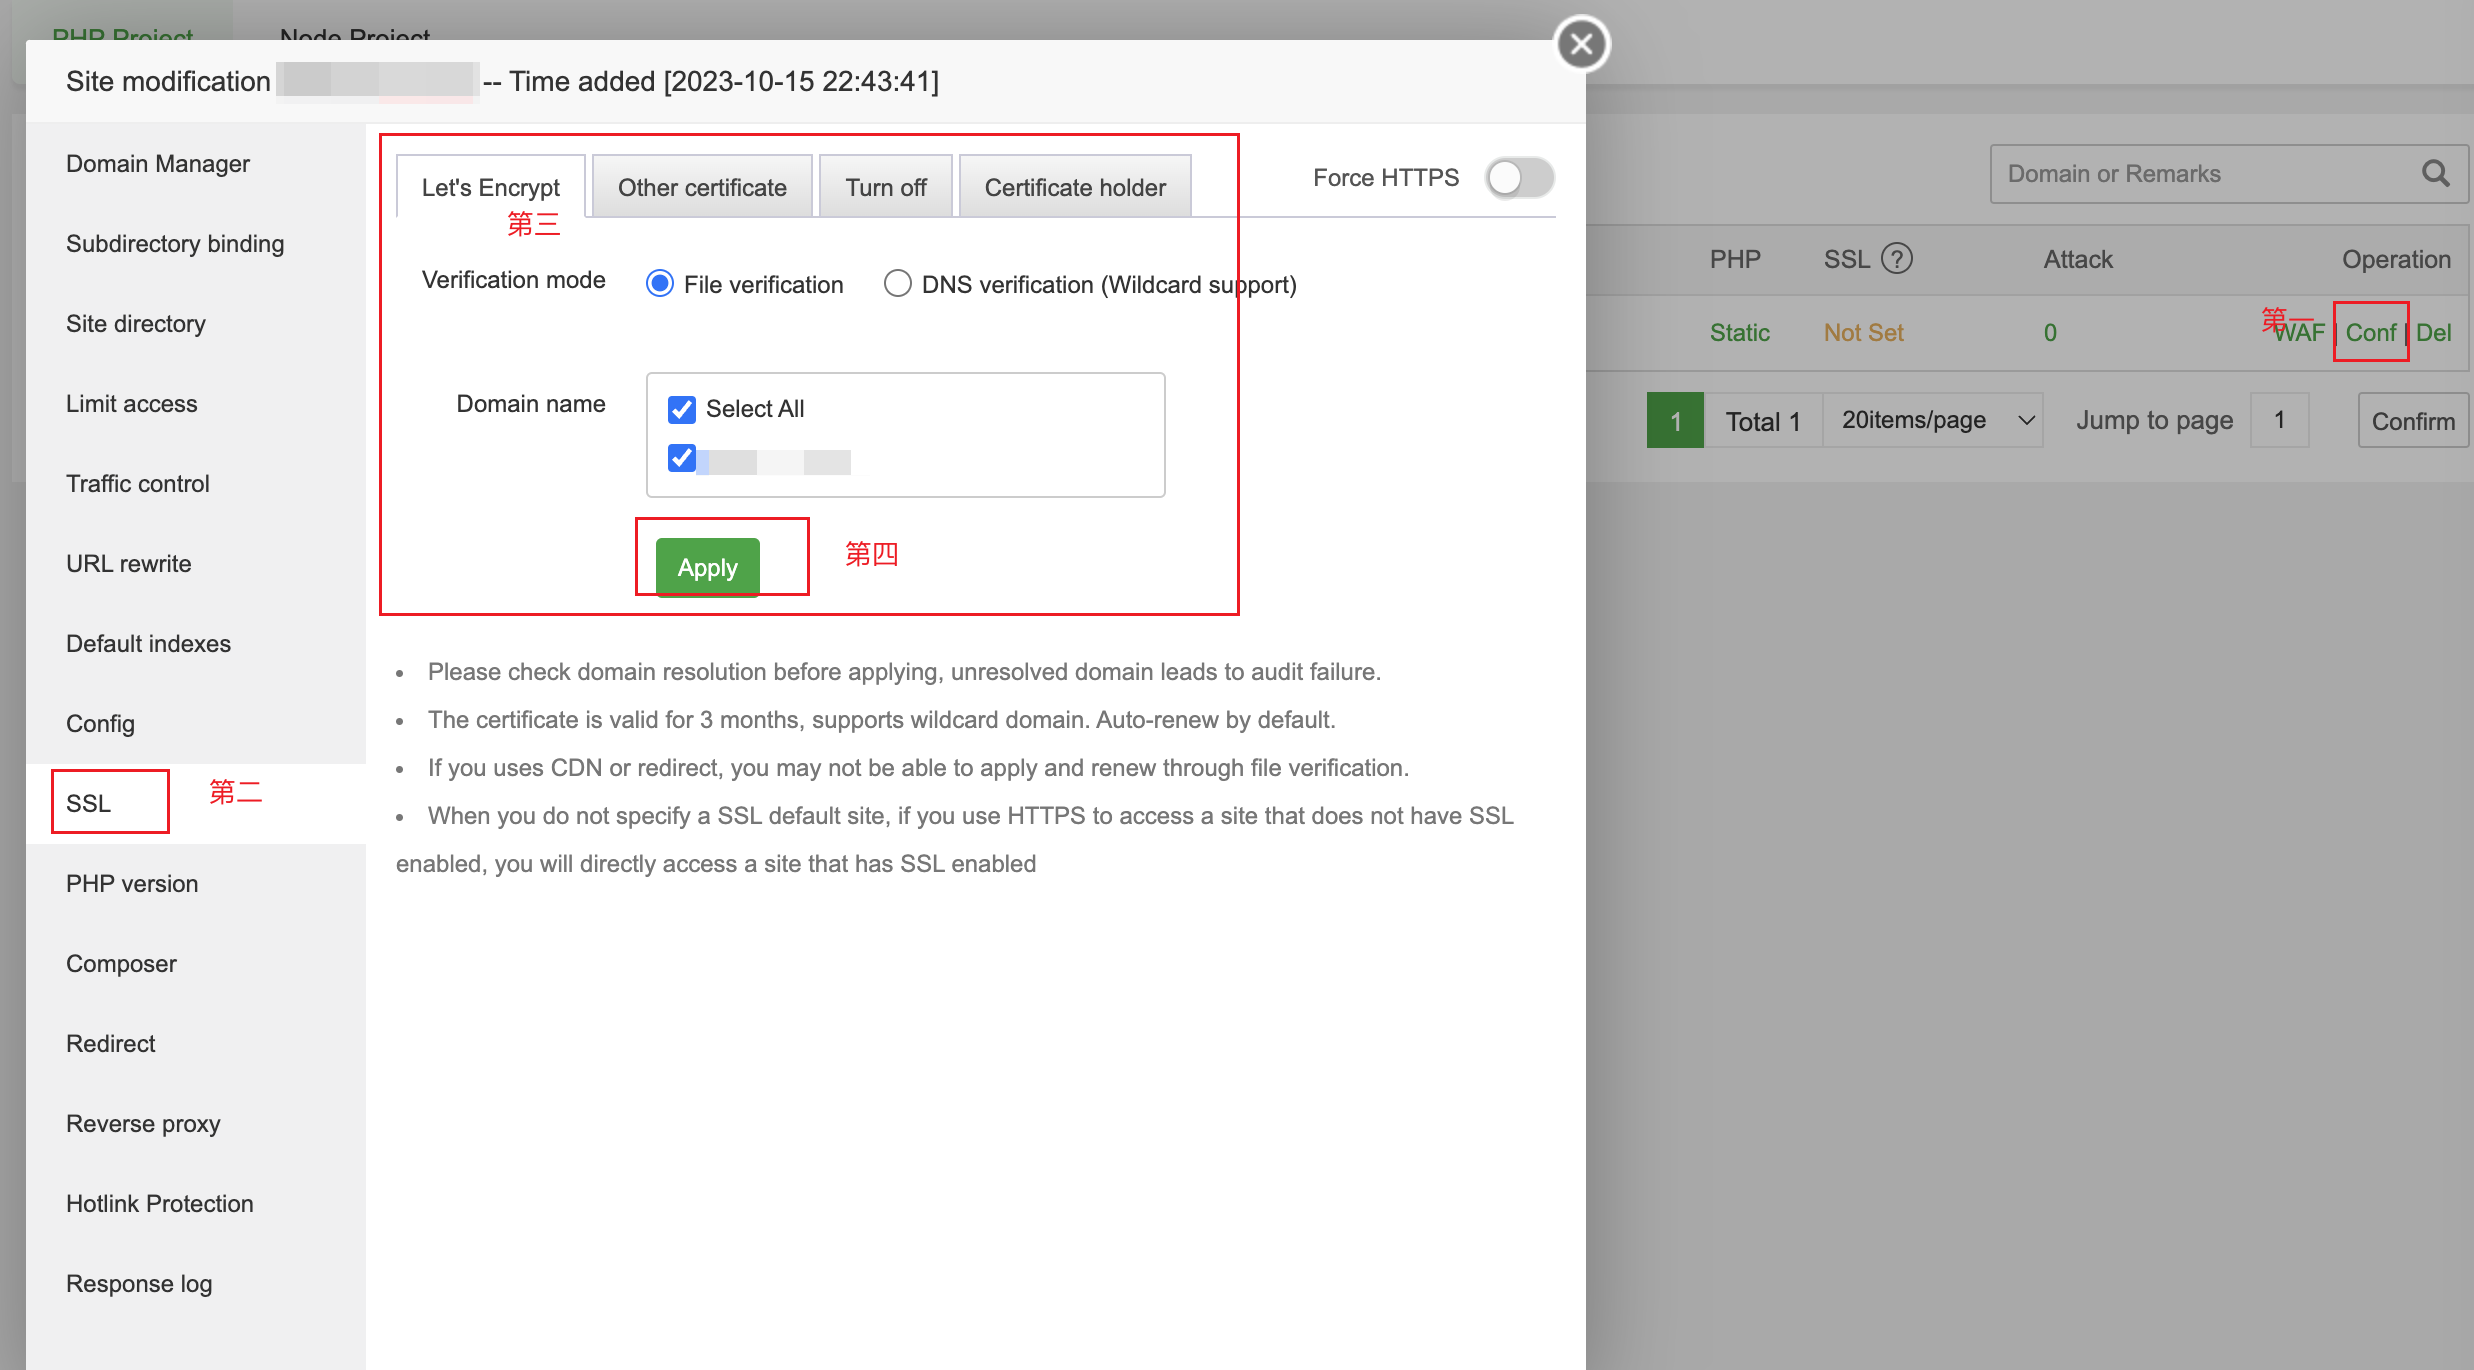 PHP Project
Node Project
Site modification
-- Time added [2023-10-15 22:43:41]
Domain Manager
Subdirectory binding
Site directory
Limit access
Traffic control
URL rewrite
Default indexes
Config
SSL
第二
PHP version
Composer
Redirect
Reverse proxy
Hotlink Protection
Response log
Let's Encrypt
Other certificate
Turn off
Certificate holder
Force HTTPS
第三
Verification mode
File verification
DNS verification (Wildcard support)
Domain name
Select All
Apply
第四
Please check domain resolution before applying, unresolved domain leads to audit failure.
The certificate is valid for 3 months, supports wildcard domain. Auto-renew by default.
If you uses CDN or redirect, you may not be able to apply and renew through file verification.
When you do not specify a SSL default site, if you use HTTPS to access a site that does not have SSL
enabled, you will directly access a site that has SSL enabled
Domain or Remarks
PHP
SSL ?
Attack
Operation
Static
Not Set
0
第一
WAF | Conf | Del
1
Total 1
20items/page
Jump to page
1
Confirm